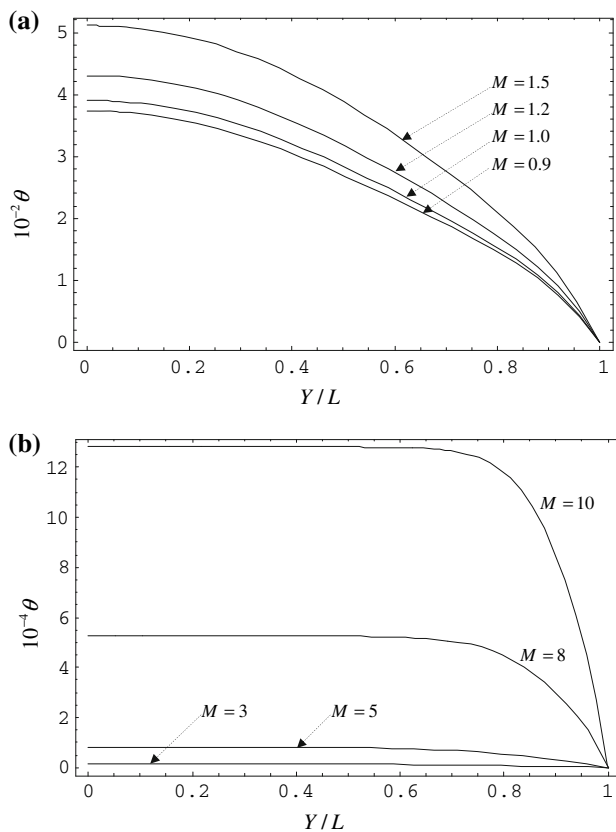 (a)
5
4
3
2
1
0
10⁻² θ
M = 1.5
M = 1.2
M = 1.0
M = 0.9
0 0.2 0.4 0.6 0.8 1
Y / L
(b)
12
10
8
6
4
2
0
10⁻⁴ θ
M = 10
M = 8
M = 3
M = 5
0 0.2 0.4 0.6 0.8 1
Y / L